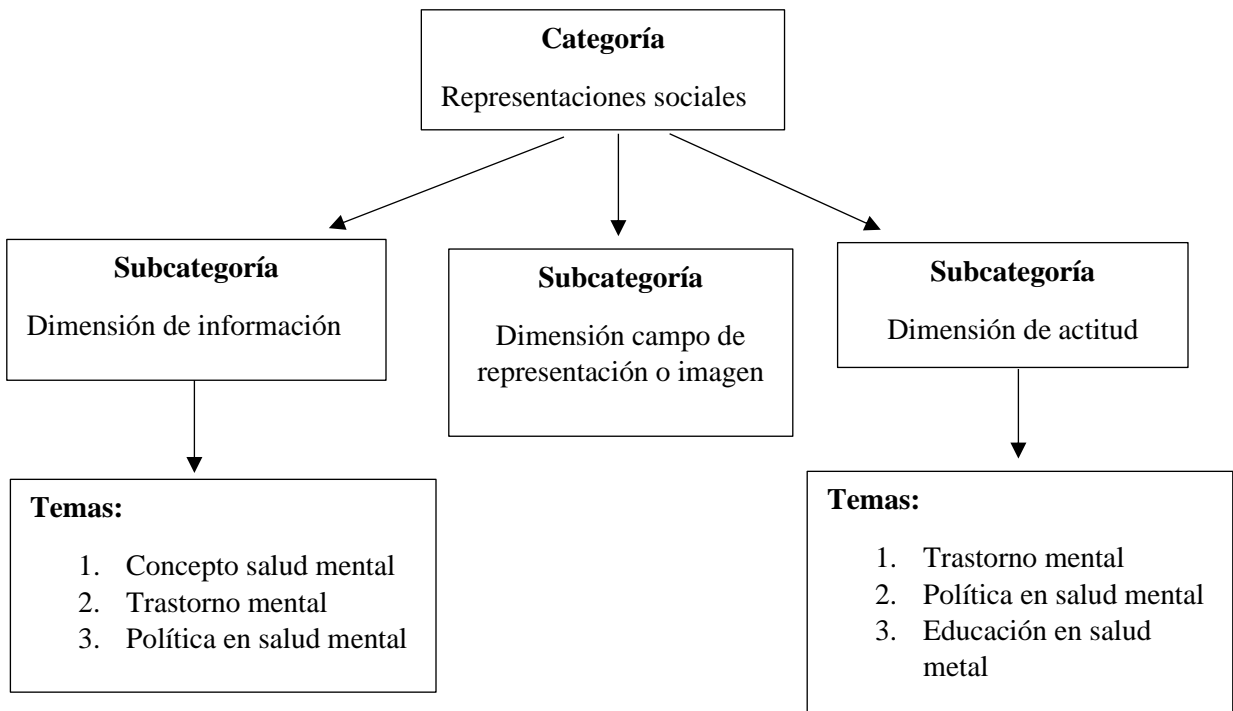 Categoría
Representaciones sociales
Subcategoría
Dimensión de información
Subcategoría
Dimensión campo de
representación o imagen
Subcategoría
Dimensión de actitud
Temas:
1. Concepto salud mental
2. Trastorno mental
3. Política en salud mental
Temas:
1. Trastorno mental
2. Política en salud mental
3. Educación en salud
metal